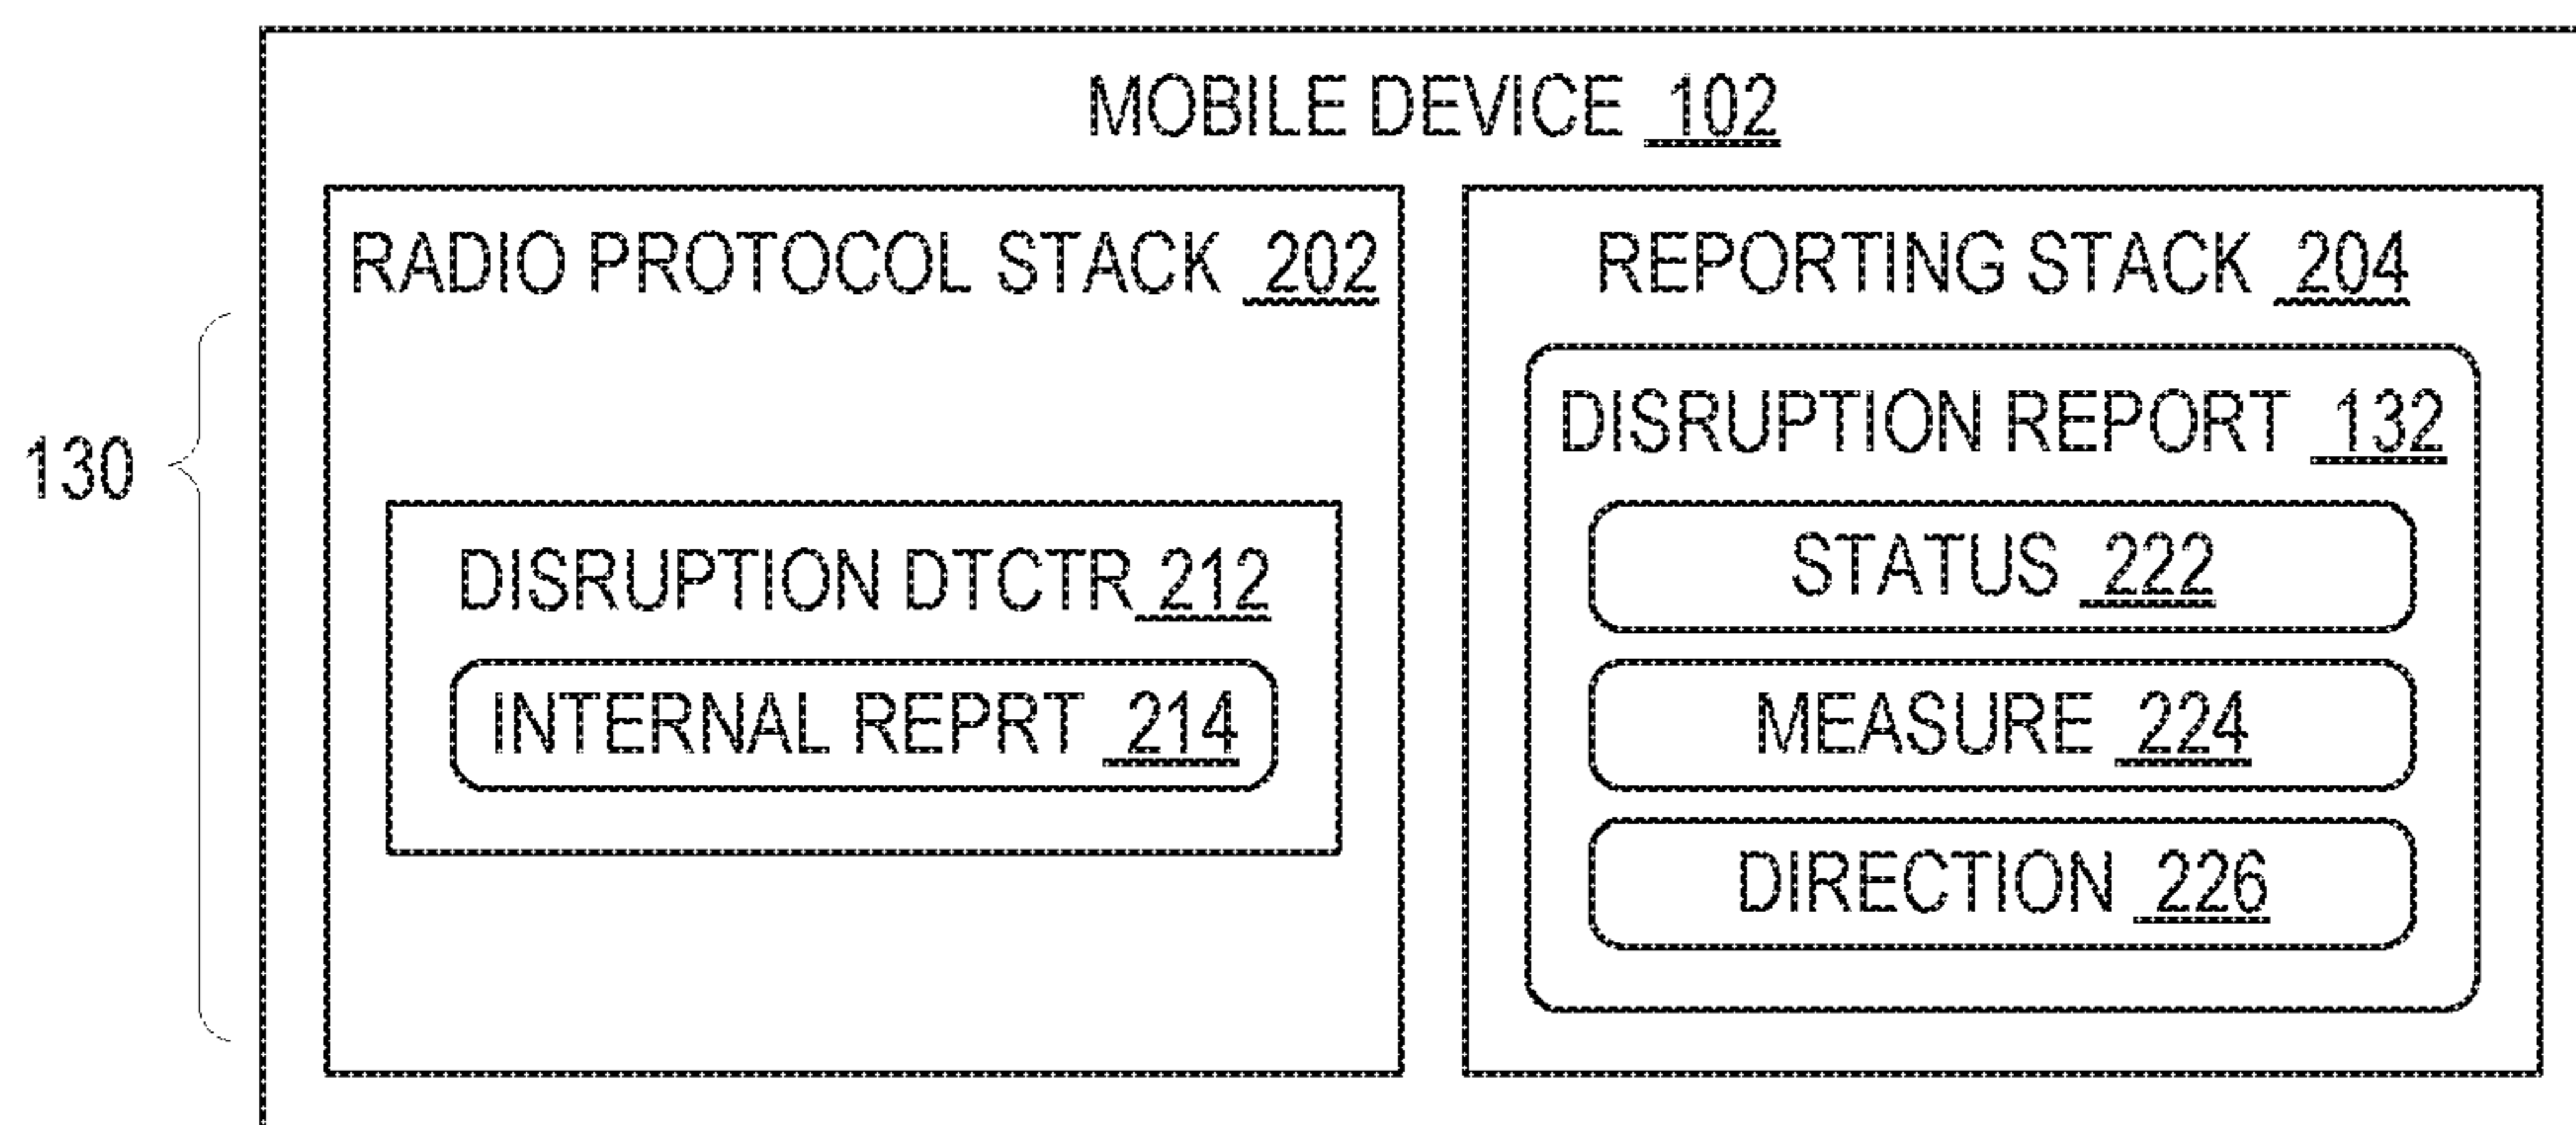 MOBILE DEVICE 102
RADIO PROTOCOL STACK 202
130
DISRUPTION DTCTR 212
INTERNAL REPRT 214
REPORTING STACK 204
DISRUPTION REPORT 132
STATUS 222
MEASURE 224
DIRECTION 226